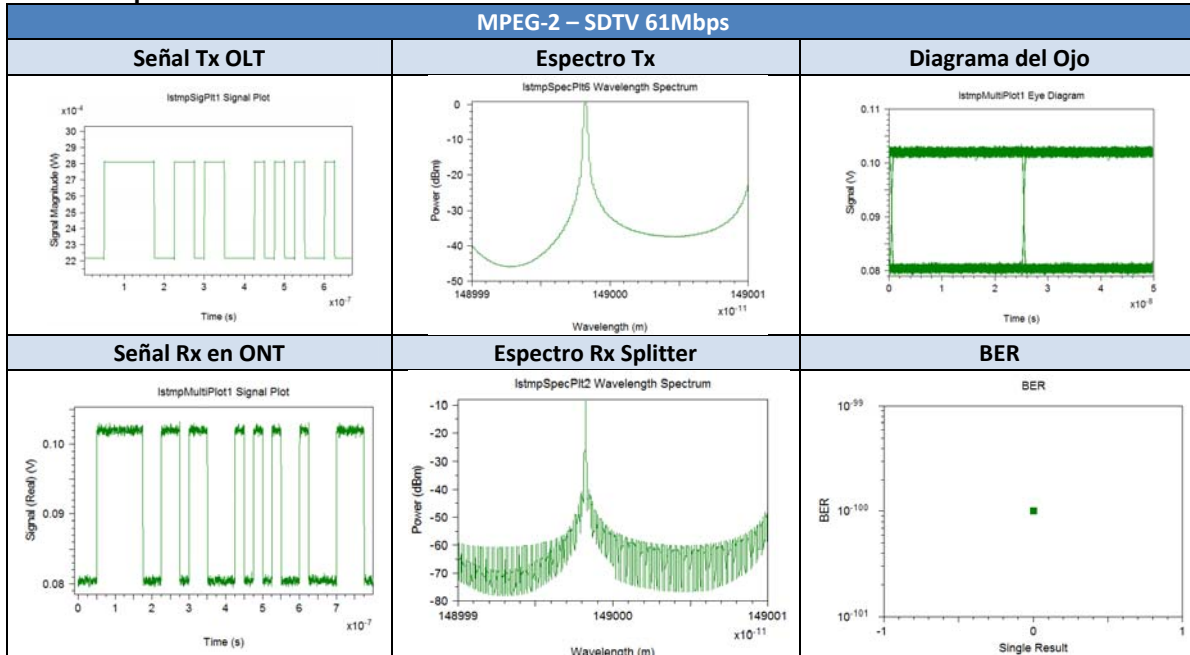 MPEG-2 – SDTV 61Mbps
Señal Tx OLT
Espectro Tx
Diagrama del Ojo
lstmpSigPlt1 Signal Plot
x10⁻⁴
30
29
28
27
26
25
24
23
22
Signal Magnitude (W)
1 2 3 4 5 6
x10⁻⁷
Time (s)
lstmpSpecPlt6 Wavelength Spectrum
0
-10
-20
-30
-40
-50
Power (dBm)
148999 149000 149001
x10⁻¹¹
Wavelength (m)
lstmpMultiPlot1 Eye Diagram
0.11
0.10
0.09
0.08
Signal (V)
0 1 2 3 4 5
x10⁻⁸
Time (s)
Señal Rx en ONT
Espectro Rx Splitter
BER
lstmpMultiPlot1 Signal Plot
0.10
0.09
0.08
Signal (Real) (V)
0 1 2 3 4 5 6 7
x10⁻⁷
Time (s)
lstmpSpecPlt2 Wavelength Spectrum
-10
-20
-30
-40
-50
-60
-70
-80
Power (dBm)
148999 149000 149001
x10⁻¹¹
Wavelength (m)
BER
10⁻⁹⁹
10⁻¹⁰⁰
10⁻¹⁰¹
BER
-1 0 1
Single Result